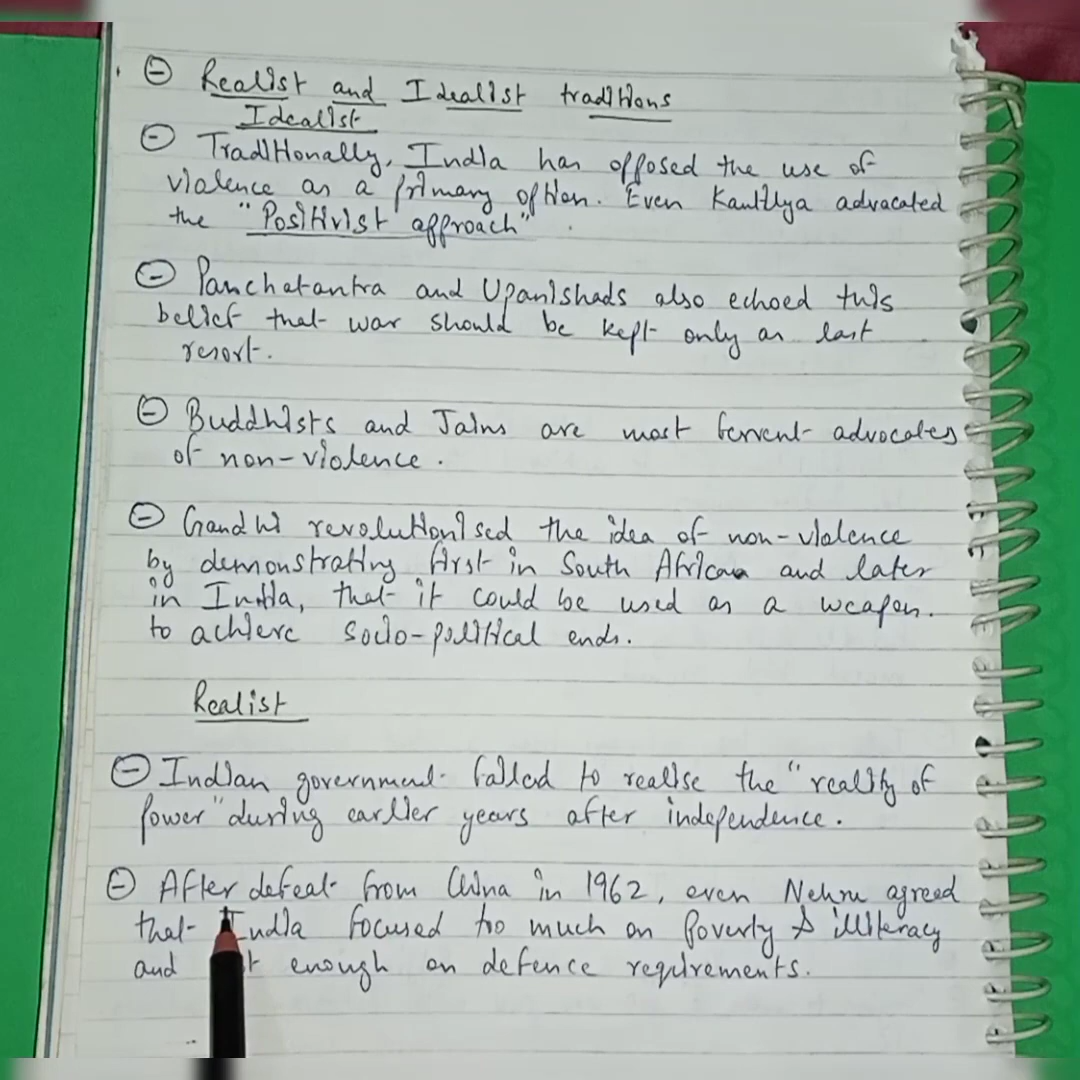 Realist and Idealist traditions
Idealist
Traditionally, India has opposed the use of
violence as a primary option. Even Kautilya advocated
the "Positivist approach".
Panchatantra and Upanishads also echoed this
belief that war should be kept only as last
resort.
Buddhists and Jains are most fervent advocates
of non-violence.
Gandhi revolutionised the idea of non-violence
by demonstrating first in South African and later
in India, that it could be used as a weapon.
to achieve socio-political ends.
Realist
Indian government failed to realise the "reality of
power" during earlier years after independence.
After defeat from China in 1962, even Nehru agreed
that India focused too much on Poverty & illiteracy
and enough on defence requirements.